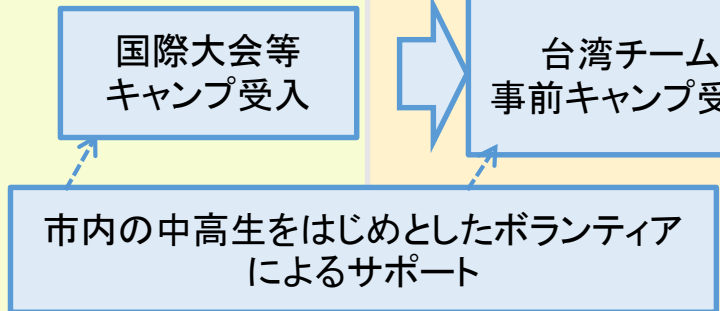 国際大会等
キャンプ受入
台湾チーム
事前キャンプ受
市内の中高生をはじめとしたボランティア
によるサポート